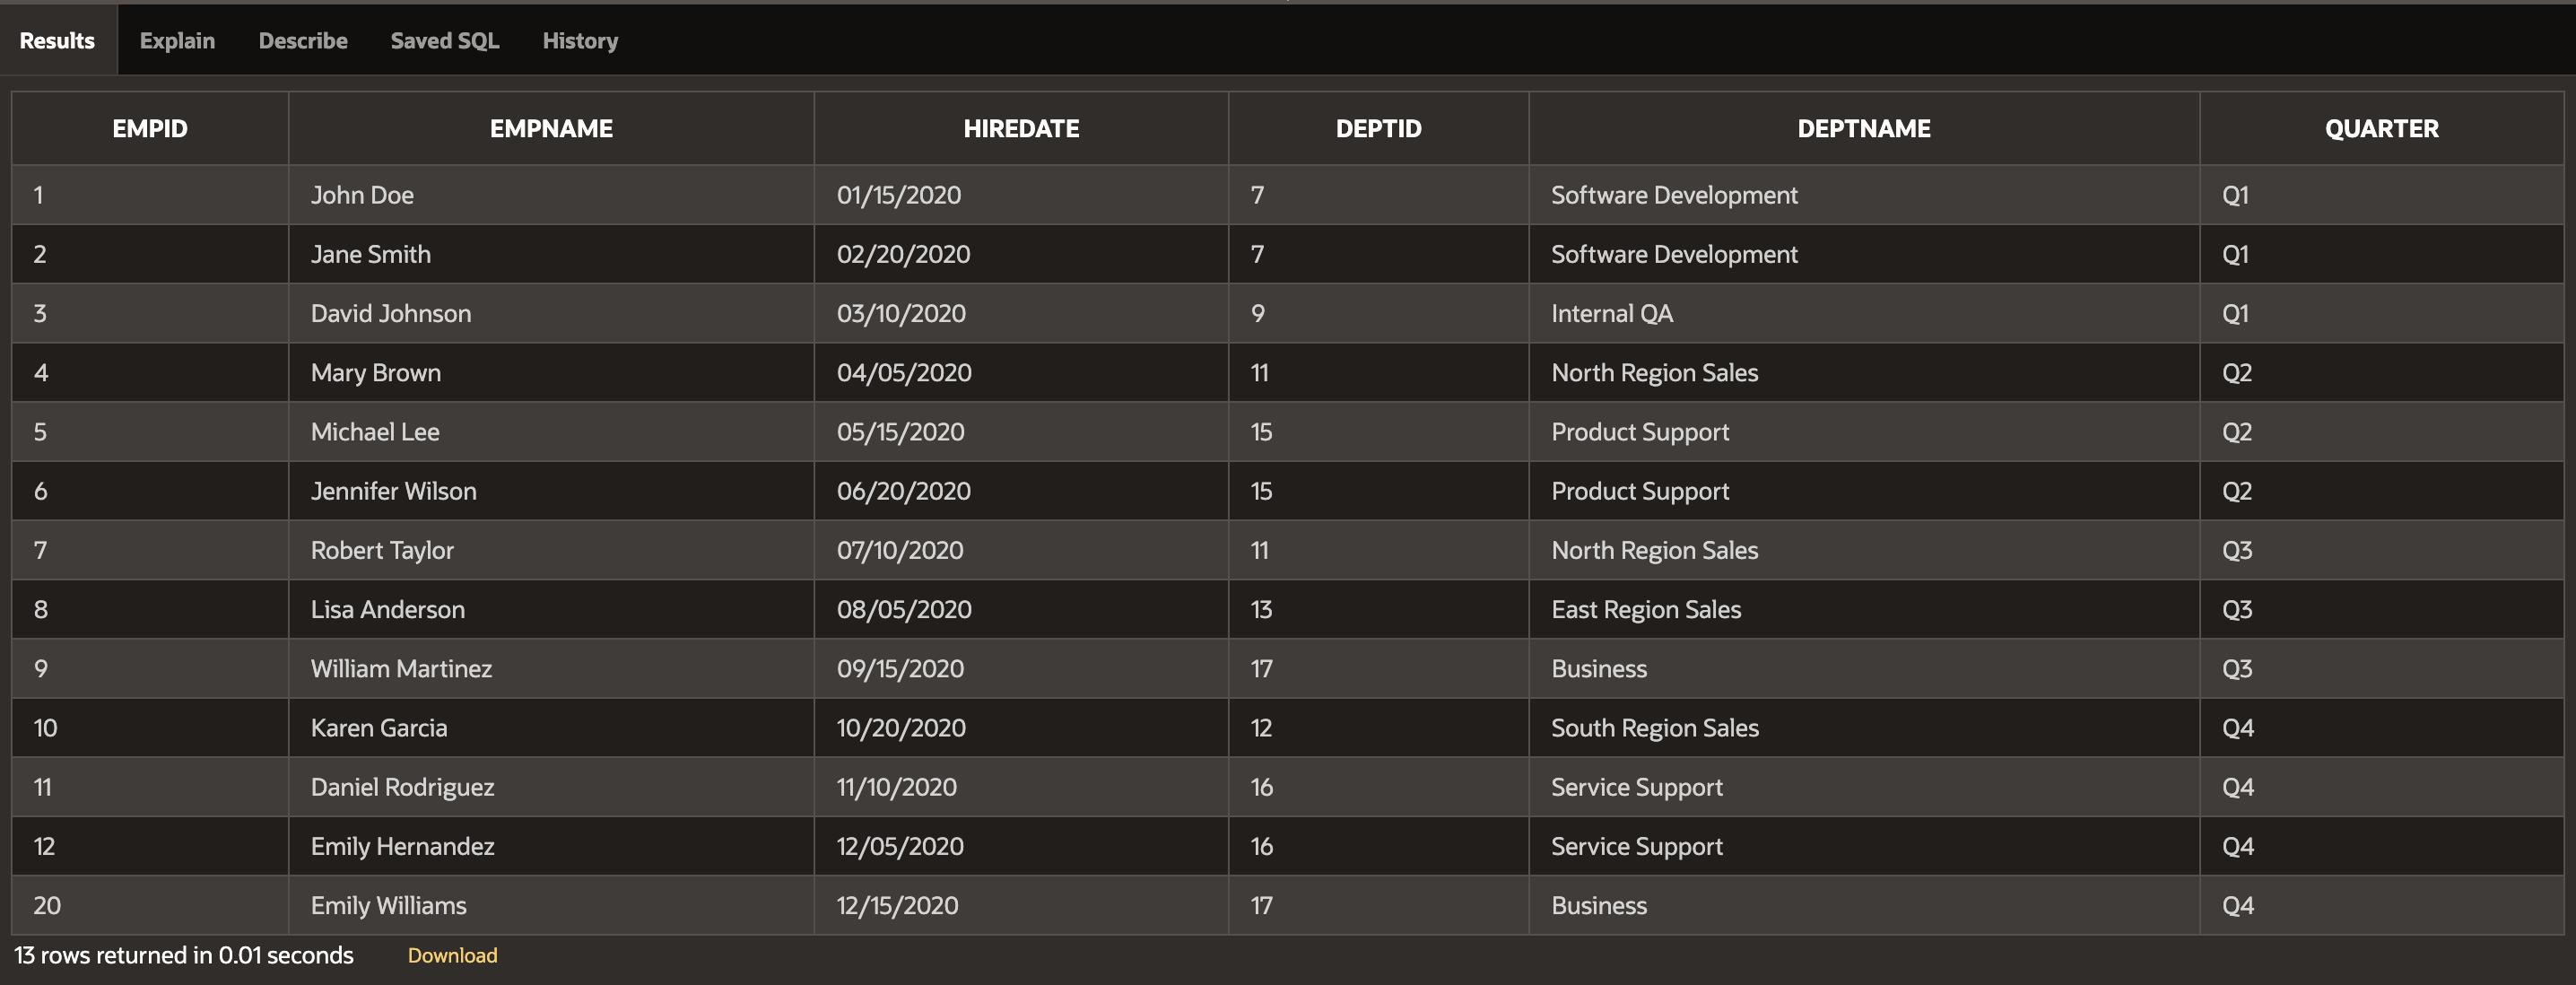 Results Explain Describe Saved SQL History
EMPID EMPNAME HIREDATE DEPTID DEPTNAME QUARTER
1 John Doe 01/15/2020 7 Software Development Q1
2 Jane Smith 02/20/2020 7 Software Development Q1
3 David Johnson 03/10/2020 9 Internal QA Q1
4 Mary Brown 04/05/2020 11 North Region Sales Q2
5 Michael Lee 05/15/2020 15 Product Support Q2
6 Jennifer Wilson 06/20/2020 15 Product Support Q2
7 Robert Taylor 07/10/2020 11 North Region Sales Q3
8 Lisa Anderson 08/05/2020 13 East Region Sales Q3
9 William Martinez 09/15/2020 17 Business Q3
10 Karen Garcia 10/20/2020 12 South Region Sales Q4
11 Daniel Rodriguez 11/10/2020 16 Service Support Q4
12 Emily Hernandez 12/05/2020 16 Service Support Q4
20 Emily Williams 12/15/2020 17 Business Q4
13 rows returned in 0.01 seconds Download